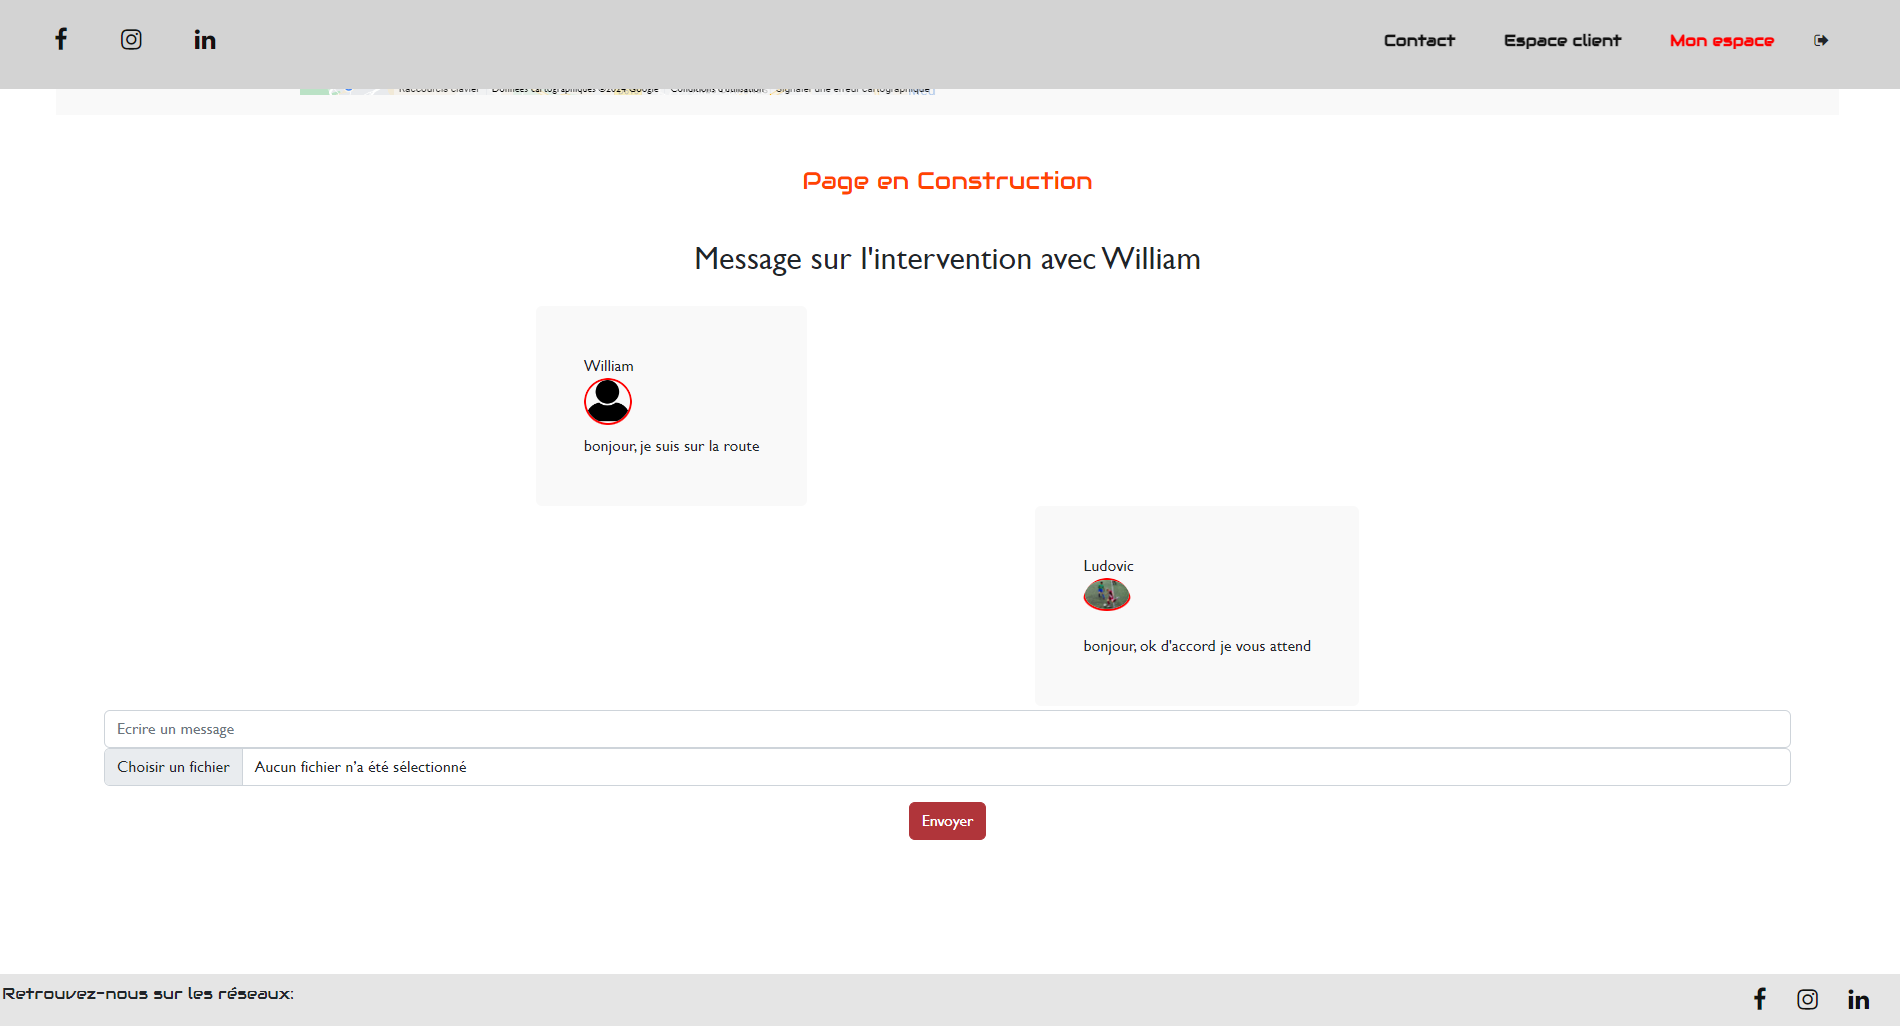 Contact Espace client Mon espace
Raccourcis clavier Données cartographiques ©2024 Google Conditions d'utilisation Signaler une erreur cartographique
Page en Construction
Message sur l'intervention avec William
William
bonjour, je suis sur la route
Ludovic
bonjour, ok d'accord je vous attend
Ecrire un message
Choisir un fichier Aucun fichier n'a été sélectionné
Envoyer
Retrouvez-nous sur les réseaux: